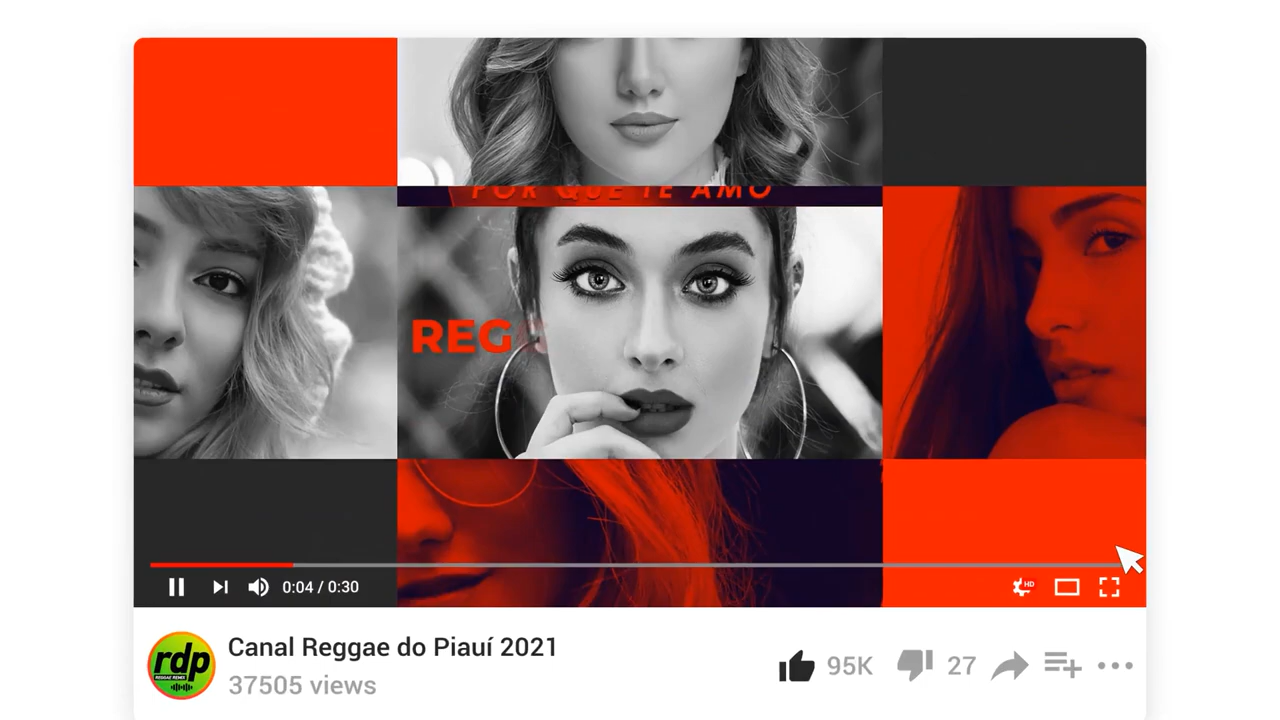 POR QUE TE AMO
REGG
0:04 / 0:30
HD
rdp
REGGAE REMIX
Canal Reggae do Piauí 2021
37505 views
95K
27